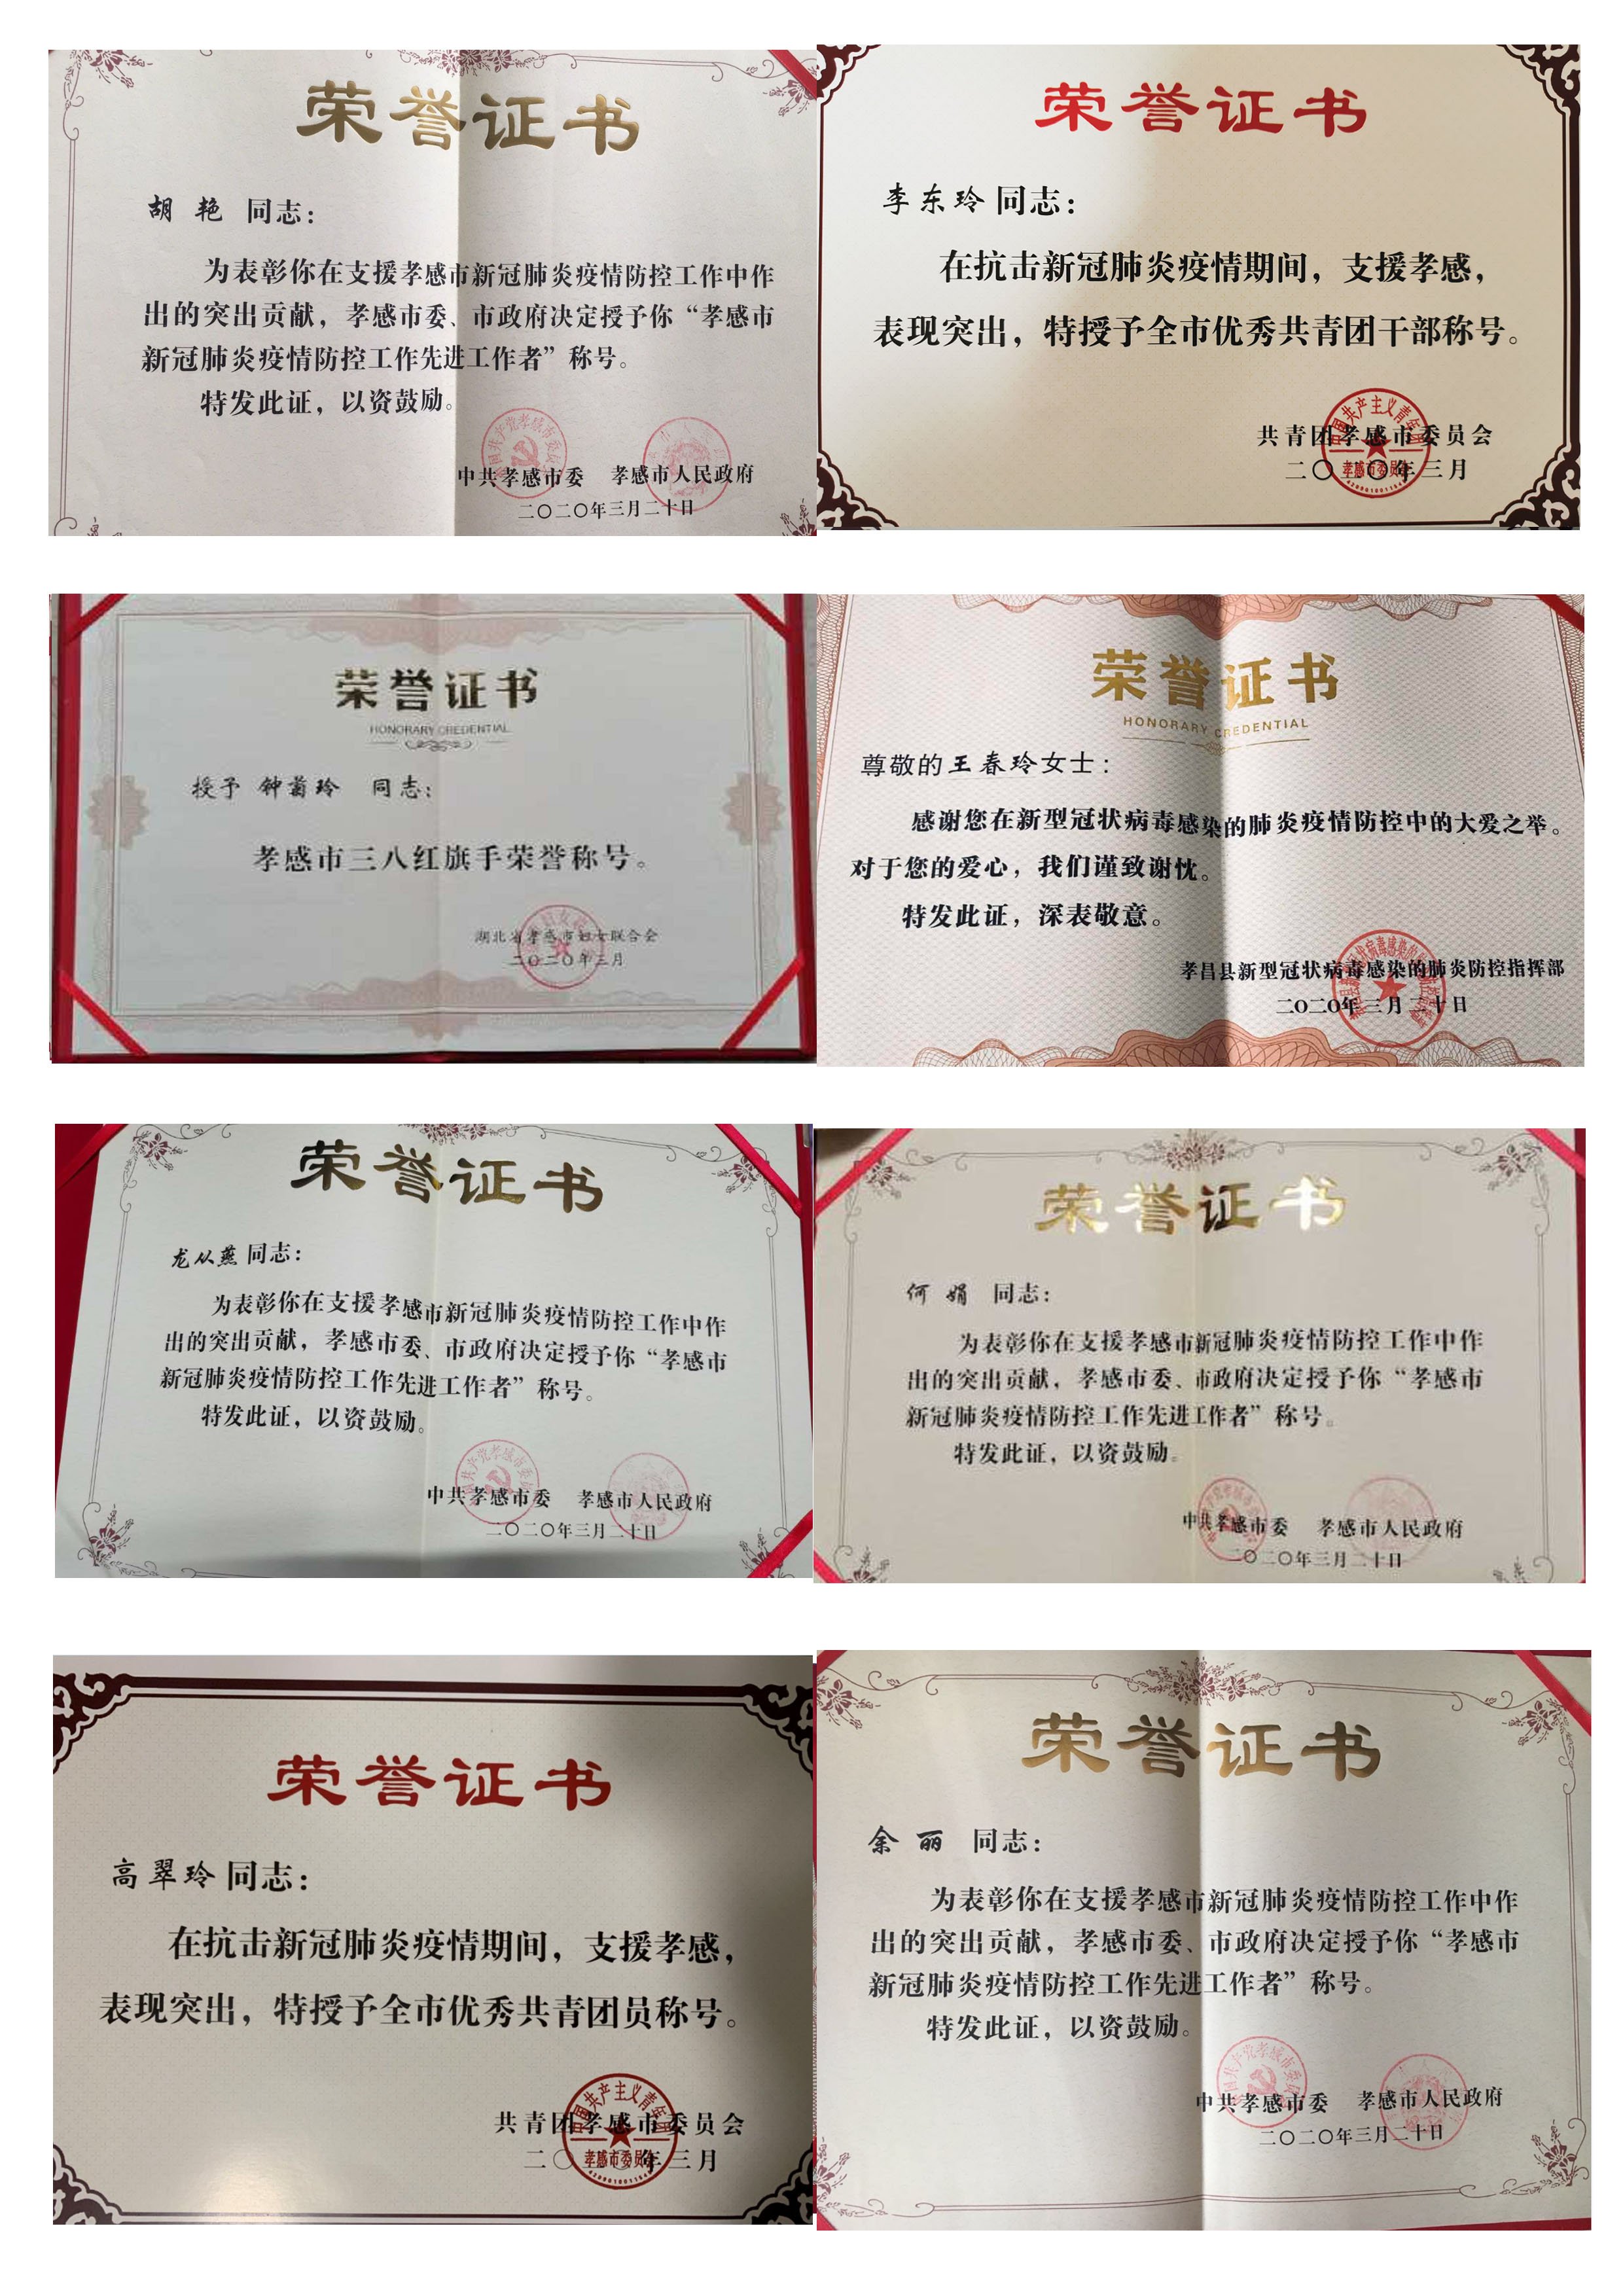 荣誉证书
胡 艳 同志：
为表彰你在支援孝感市新冠肺炎疫情防控工作中作
出的突出贡献，孝感市委、市政府决定授予你“孝感市
新冠肺炎疫情防控工作先进工作者”称号。
特发此证，以资鼓励。
中共孝感市委 孝感市人民政府
二〇二〇年三月二十日
荣誉证书
李东玲 同志：
在抗击新冠肺炎疫情期间，支援孝感，
表现突出，特授予全市优秀共青团干部称号。
共青团孝感市委员会
二〇二〇年三月
荣誉证书
HONORARY CREDENTIAL
授予 钟菊玲 同志：
孝感市三八红旗手荣誉称号。
湖北省孝感市妇女联合会
二〇二〇年三月
荣誉证书
HONORARY CREDENTIAL
尊敬的王春玲女士：
感谢您在新型冠状病毒感染的肺炎疫情防控中的大爱之举。
对于您的爱心，我们谨致谢忱。
特发此证，深表敬意。
孝昌县新型冠状病毒感染的肺炎防控指挥部
二〇二〇年三月二十日
荣誉证书
龙从燕 同志：
为表彰你在支援孝感市新冠肺炎疫情防控工作中作
出的突出贡献，孝感市委、市政府决定授予你“孝感市
新冠肺炎疫情防控工作先进工作者”称号。
特发此证，以资鼓励。
中共孝感市委 孝感市人民政府
二〇二〇年三月二十日
荣誉证书
何 娟 同志：
为表彰你在支援孝感市新冠肺炎疫情防控工作中作
出的突出贡献，孝感市委、市政府决定授予你“孝感市
新冠肺炎疫情防控工作先进工作者”称号。
特发此证，以资鼓励。
中共孝感市委 孝感市人民政府
二〇二〇年三月二十日
荣誉证书
高翠玲 同志：
在抗击新冠肺炎疫情期间，支援孝感，
表现突出，特授予全市优秀共青团员称号。
共青团孝感市委员会
二〇 年三月
荣誉证书
余 丽 同志：
为表彰你在支援孝感市新冠肺炎疫情防控工作中作
出的突出贡献，孝感市委、市政府决定授予你“孝感市
新冠肺炎疫情防控工作先进工作者”称号。
特发此证，以资鼓励。
中共孝感市委 孝感市人民政府
二〇二〇年三月二十日